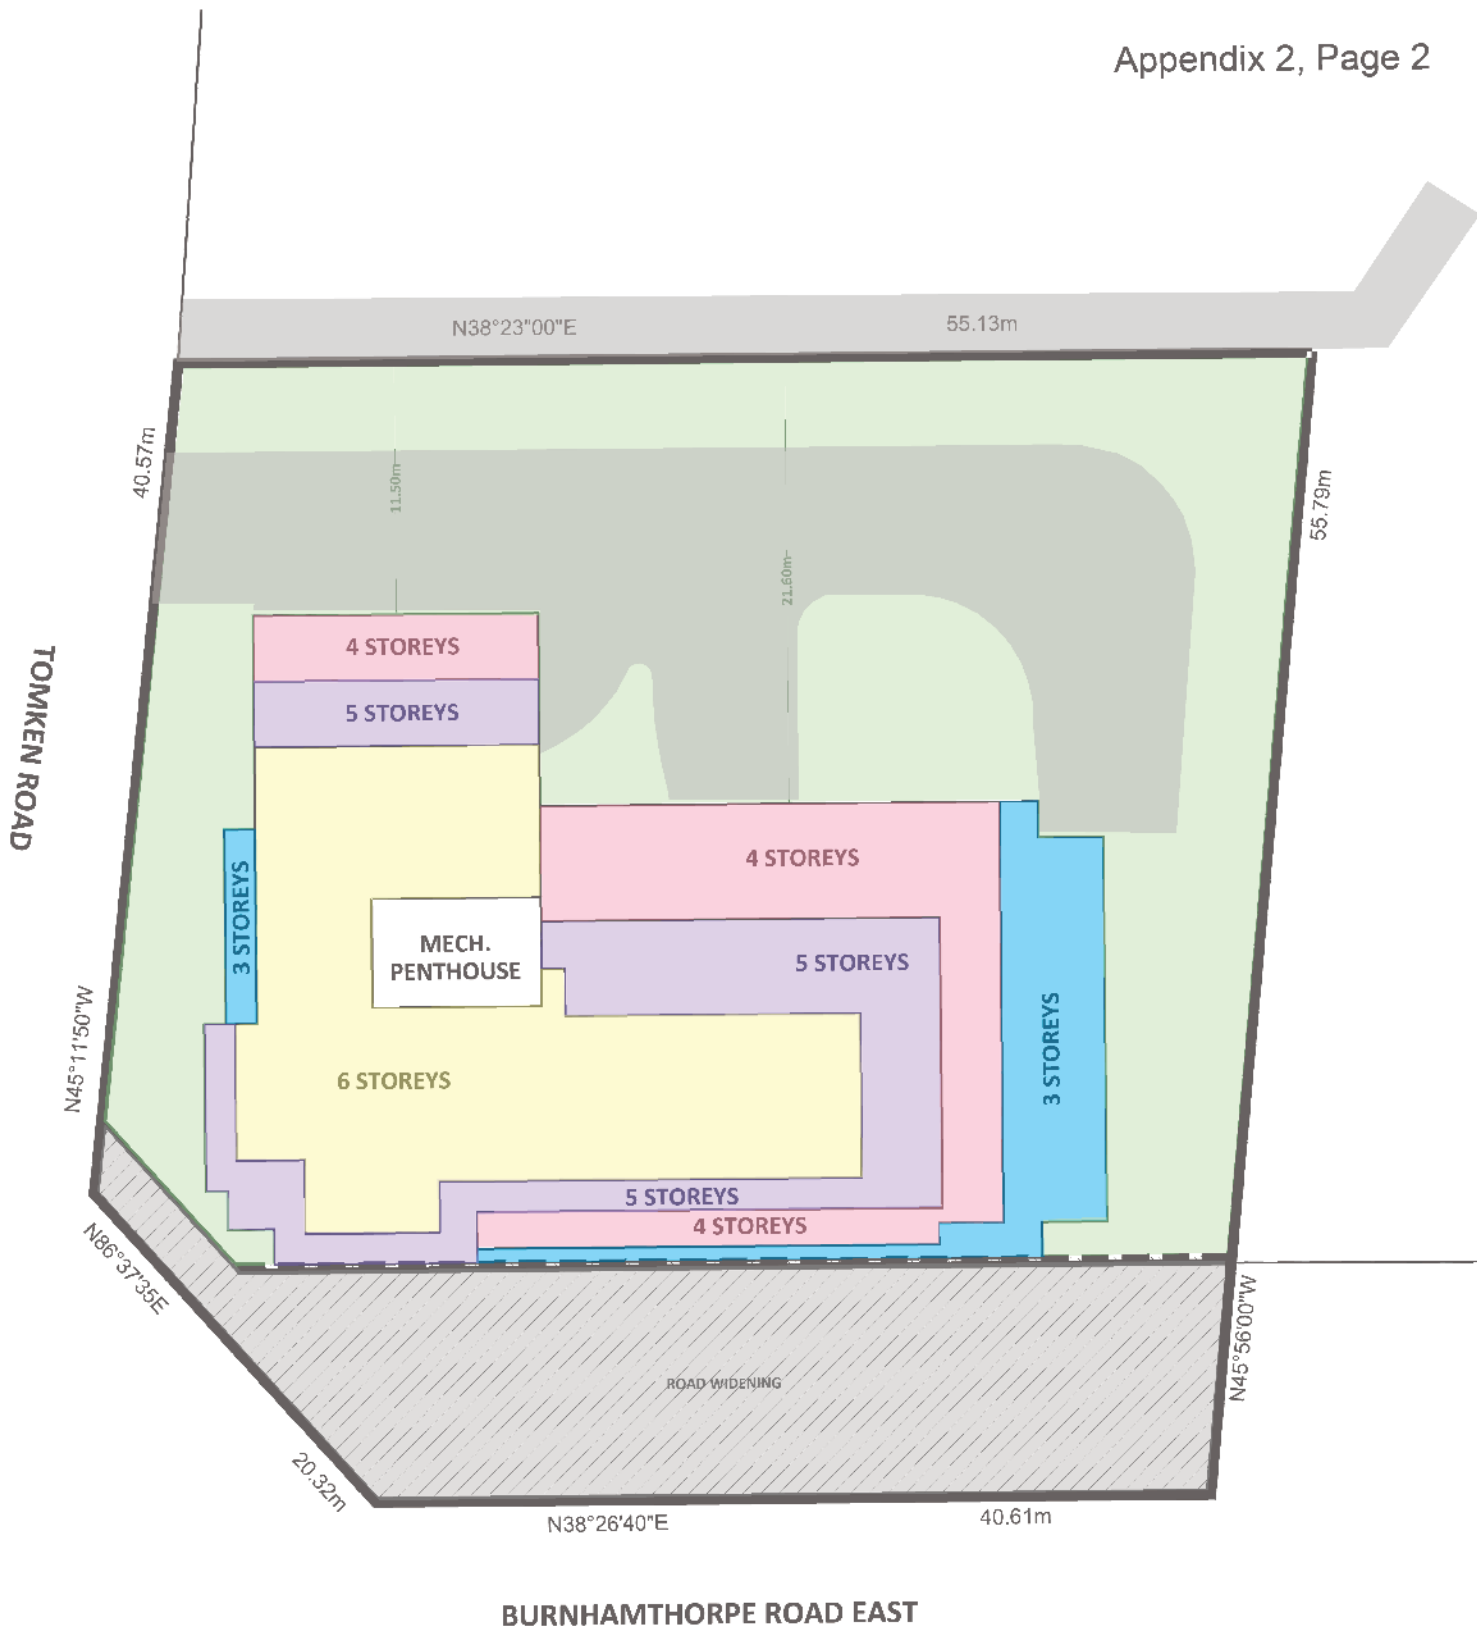 Appendix 2, Page 2
N38°23"00"E
55.13m
40.57m
11.50m
21.60m
55.79m
TOMKEN ROAD
4 STOREYS
5 STOREYS
4 STOREYS
3 STOREYS
MECH.
PENTHOUSE
5 STOREYS
3 STOREYS
6 STOREYS
N45°11'50"W
5 STOREYS
4 STOREYS
N86°37'35E
N45°56'00"W
ROAD WIDENING
20.32m
N38°26'40"E
40.61m
BURNHAMTHORPE ROAD EAST